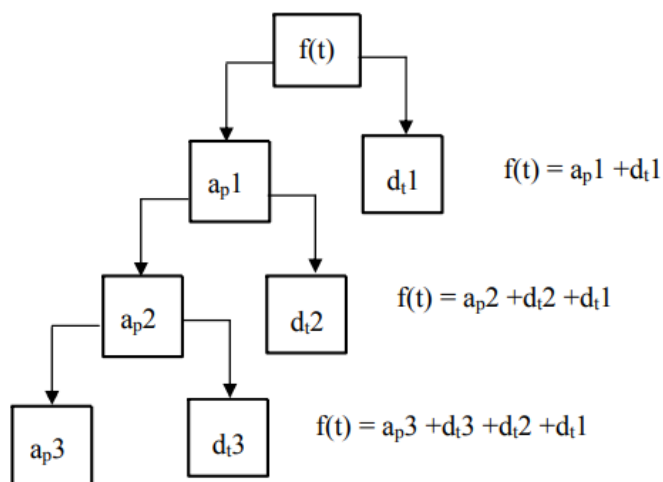 f(t)
aₚ1
dₜ1
f(t) = aₚ1 +dₜ1
aₚ2
dₜ2
f(t) = aₚ2 +dₜ2 +dₜ1
aₚ3
dₜ3
f(t) = aₚ3 +dₜ3 +dₜ2 +dₜ1